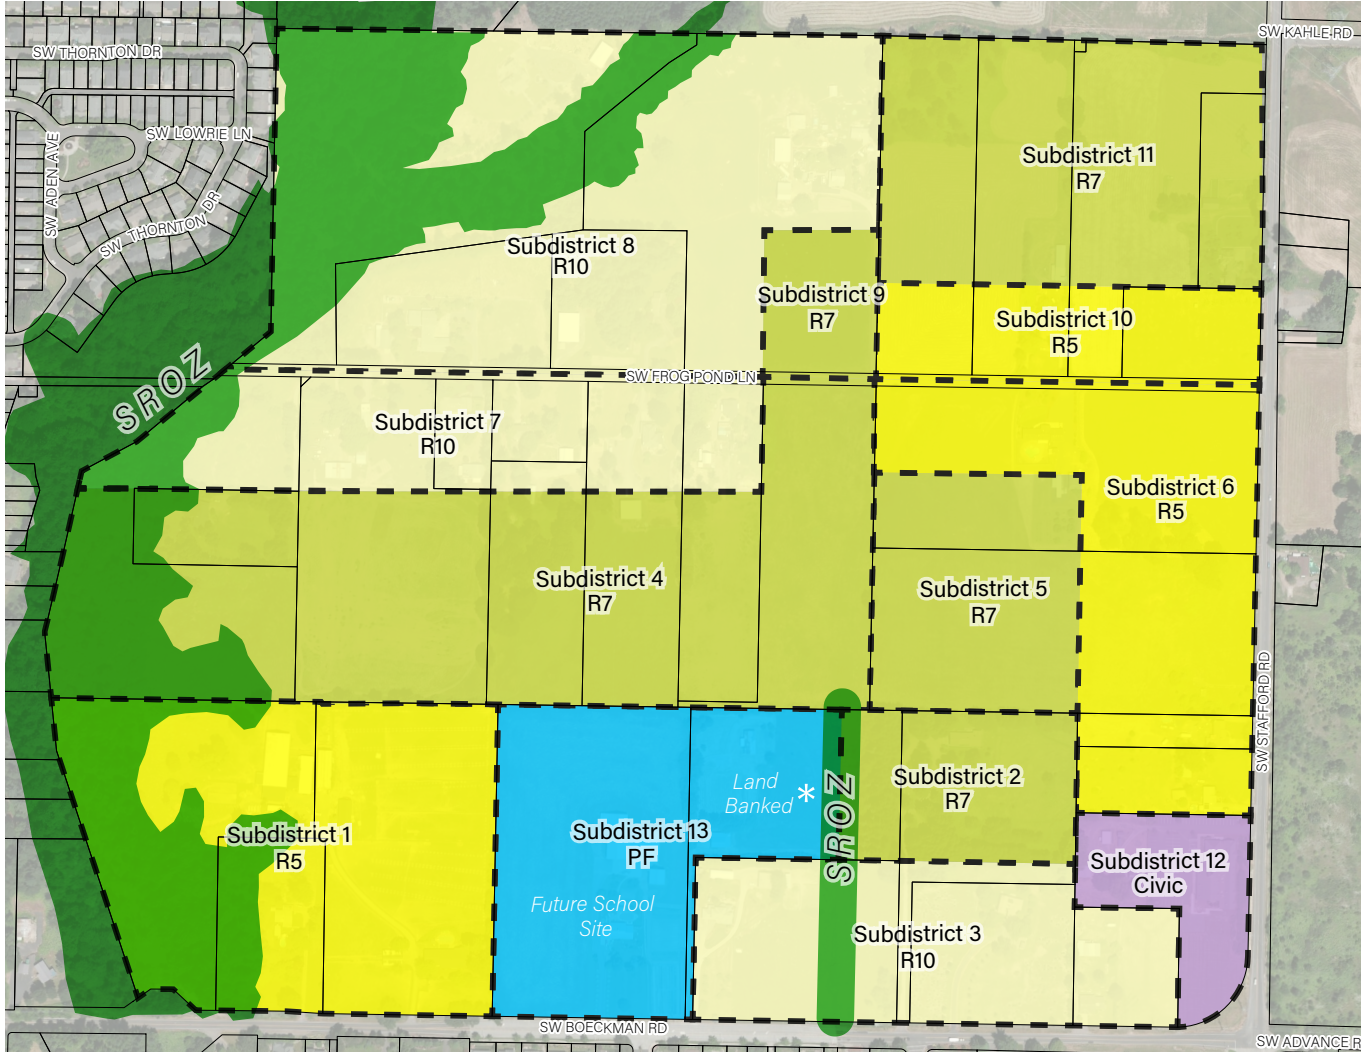 SW KAHLE RD
SW THORNTON DR
SW LOWRIE LN
SW ADEN AVE
SW THORNTON DR
Subdistrict 11
R7
Subdistrict 8
R10
Subdistrict 9
R7
Subdistrict 10
R5
SROZ
SW FROG POND LN
Subdistrict 7
R10
Subdistrict 6
R5
Subdistrict 4
R7
Subdistrict 5
R7
SW STAFFORD RD
Land
Banked *
SROZ
Subdistrict 2
R7
Subdistrict 1
R5
Subdistrict 13
PF
Subdistrict 12
Civic
Future School
Site
Subdistrict 3
R10
SW BOECKMAN RD
SW ADVANCE R